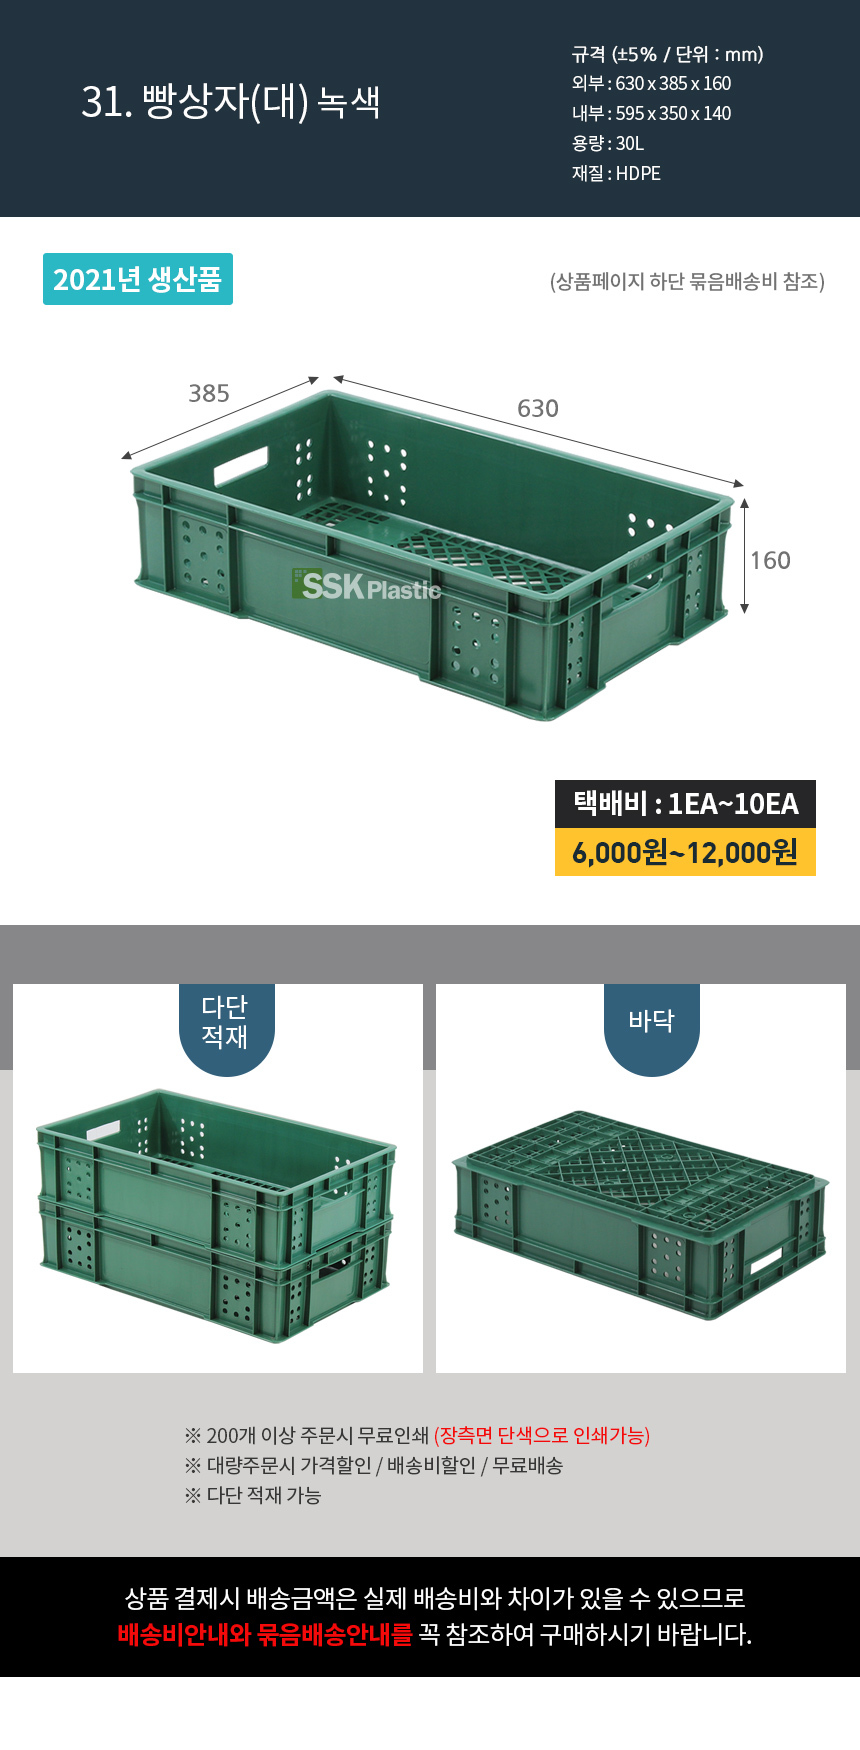 31. 빵상자(대) 녹색
규격 (±5% / 단위 : mm)
외부 : 630 x 385 x 160
내부 : 595 x 350 x 140
용량 : 30L
재질 : HDPE
2021년 생산품
(상품페이지 하단 묶음배송비 참조)
385
630
160
SSK Plastic
택배비 : 1EA~10EA
6,000원~12,000원
다단
적재
바닥
※ 200개 이상 주문시 무료인쇄 (장측면 단색으로 인쇄가능)
※ 대량주문시 가격할인 / 배송비할인 / 무료배송
※ 다단 적재 가능
상품 결제시 배송금액은 실제 배송비와 차이가 있을 수 있으므로
배송비안내와 묶음배송안내를 꼭 참조하여 구매하시기 바랍니다.